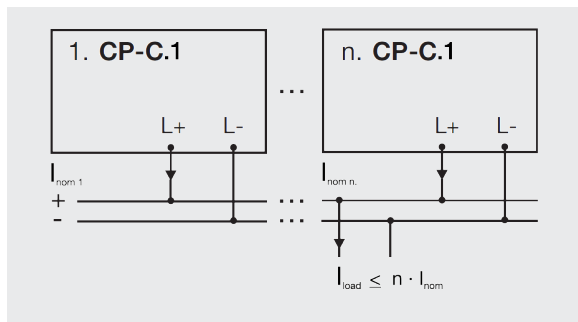 1. CP-C.1
n. CP-C.1
...
L+ L-
L+ L-
I nom 1
I nom n.
+
...
-
...
I load ≤ n · I nom